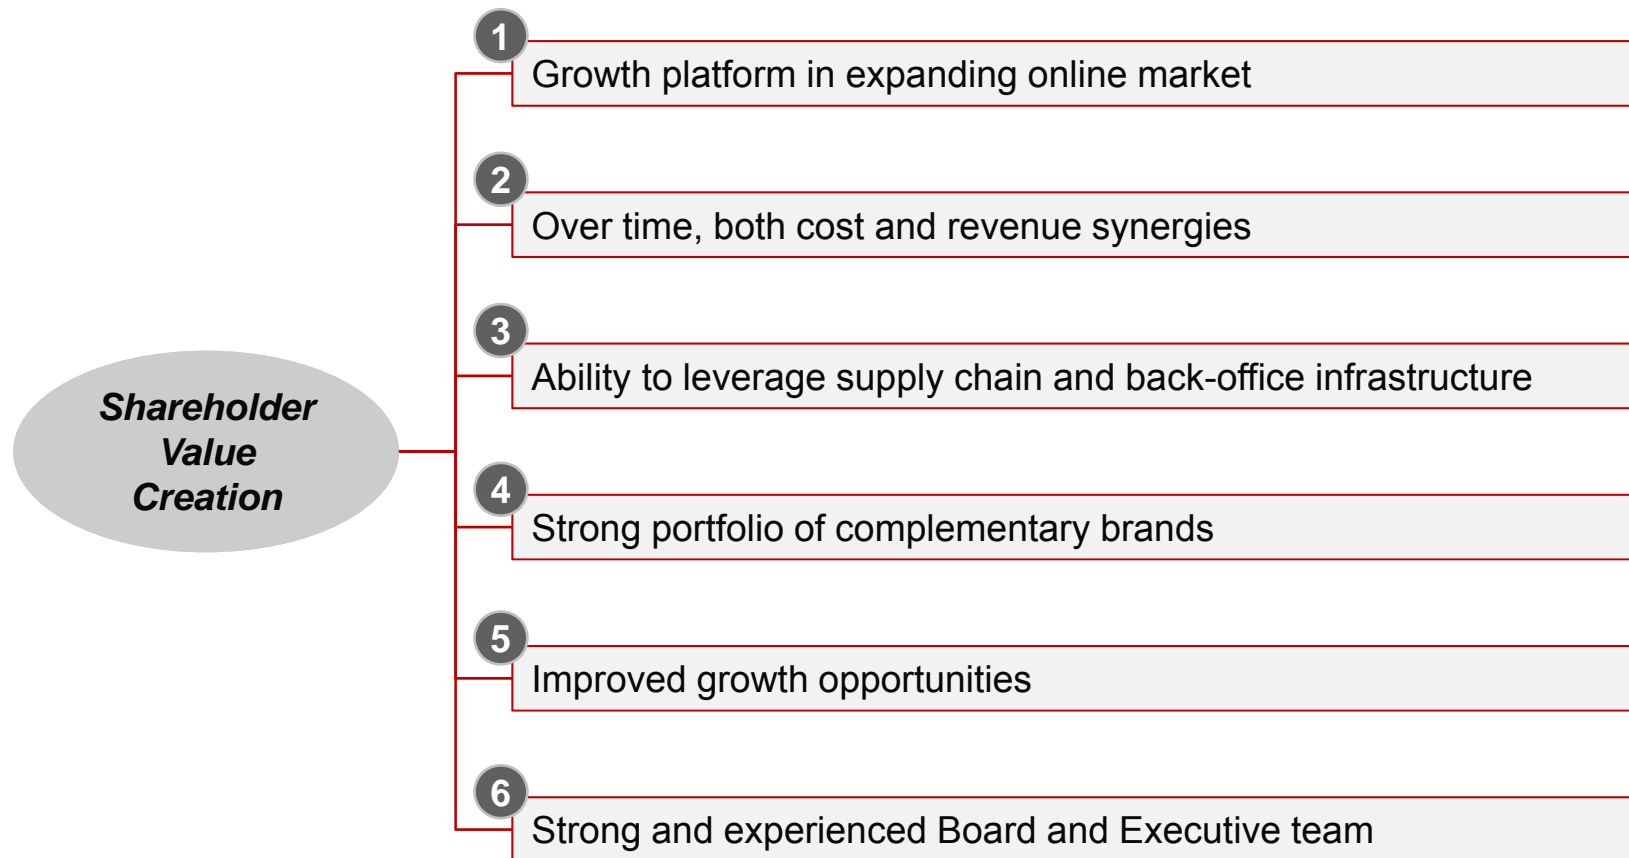 Shareholder
Value
Creation
1
Growth platform in expanding online market
2
Over time, both cost and revenue synergies
3
Ability to leverage supply chain and back-office infrastructure
4
Strong portfolio of complementary brands
5
Improved growth opportunities
6
Strong and experienced Board and Executive team